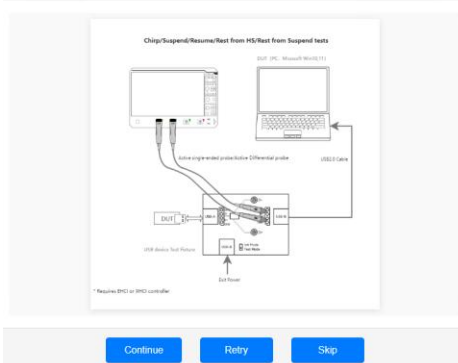 Chirp/Suspend/Resume/Rest from HS/Rest from Suspend tests
DUT (PC, Microsoft Win10,11)
Active single-ended probe/Active Differential probe
USB2.0 Cable
DUT
USB device Test Fixture
Ext Power
* Requires EHCI or XHCI controller
Continue
Retry
Skip